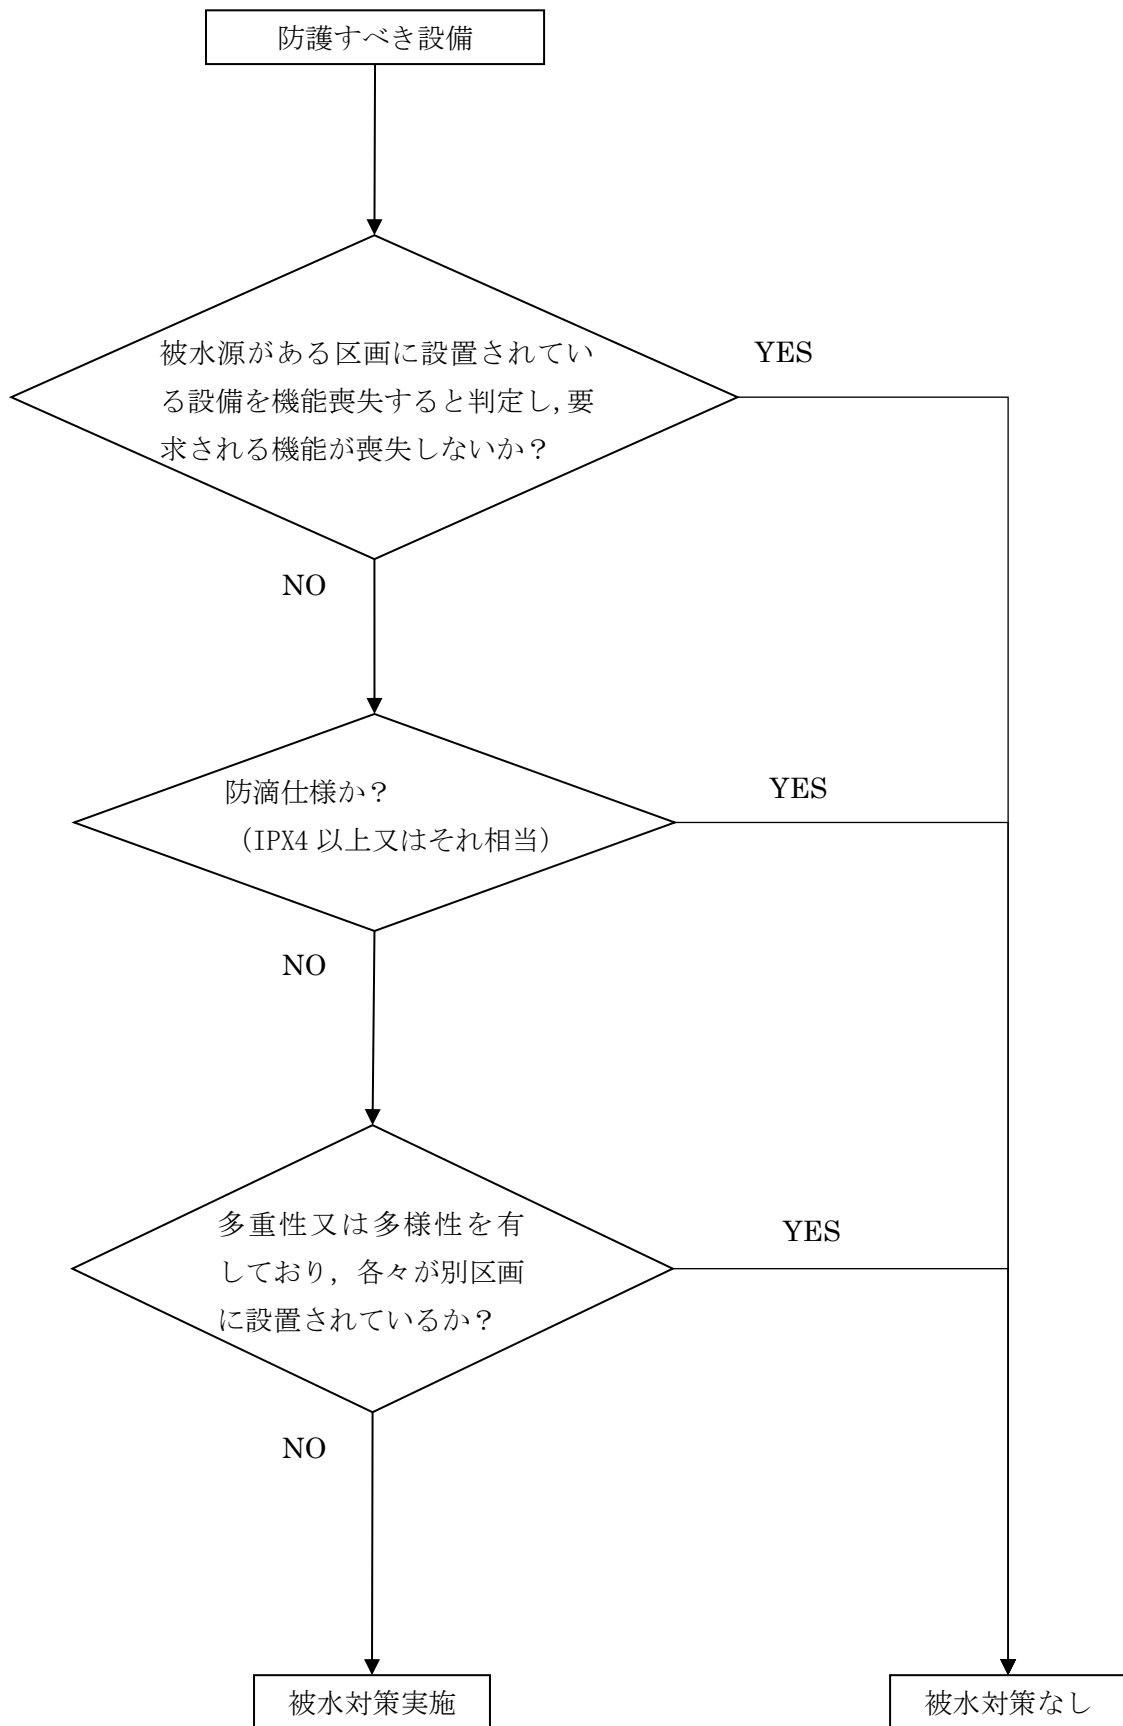 防護すべき設備
被水源がある区画に設置されてい
る設備を機能喪失すると判定し,要
求される機能が喪失しないか？
YES
NO
防滴仕様か？
（IPX4 以上又はそれ相当）
YES
NO
多重性又は多様性を有
しており，各々が別区画
に設置されているか？
YES
NO
被水対策実施
被水対策なし